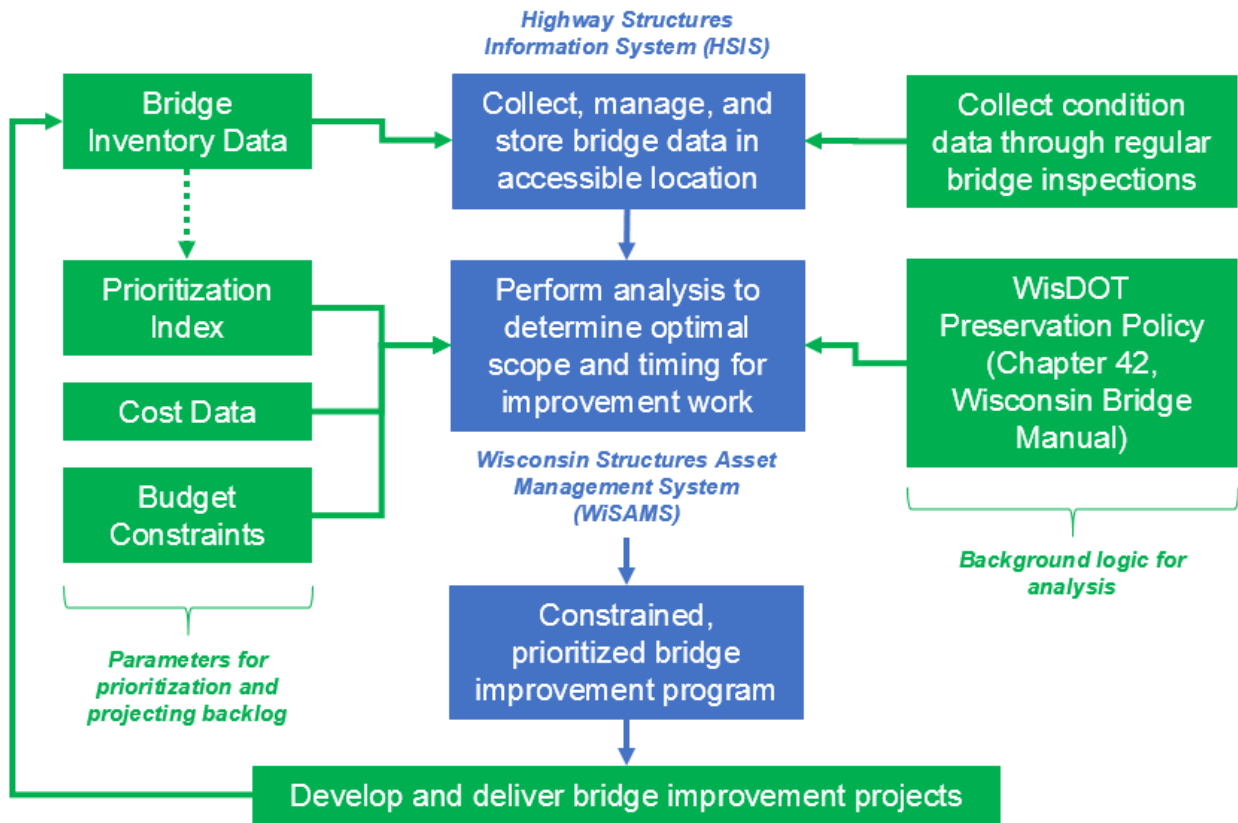 Highway Structures
Information System (HSIS)
Bridge
Inventory Data
Collect, manage, and
store bridge data in
accessible location
Collect condition
data through regular
bridge inspections
Prioritization
Index
Cost Data
Budget
Constraints
Perform analysis to
determine optimal
scope and timing for
improvement work
WisDOT
Preservation Policy
(Chapter 42,
Wisconsin Bridge
Manual)
Wisconsin Structures Asset
Management System
(WiSAMS)
Background logic for
analysis
Parameters for
prioritization and
projecting backlog
Constrained,
prioritized bridge
improvement program
Develop and deliver bridge improvement projects